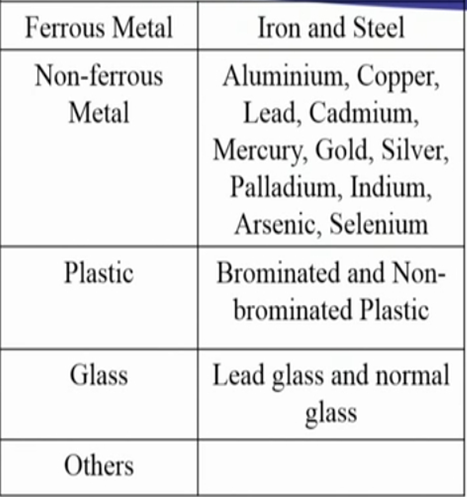 Ferrous Metal
Iron and Steel
Non-ferrous
Metal
Aluminium, Copper,
Lead, Cadmium,
Mercury, Gold, Silver,
Palladium, Indium,
Arsenic, Selenium
Plastic
Brominated and Non-
brominated Plastic
Glass
Lead glass and normal
glass
Others